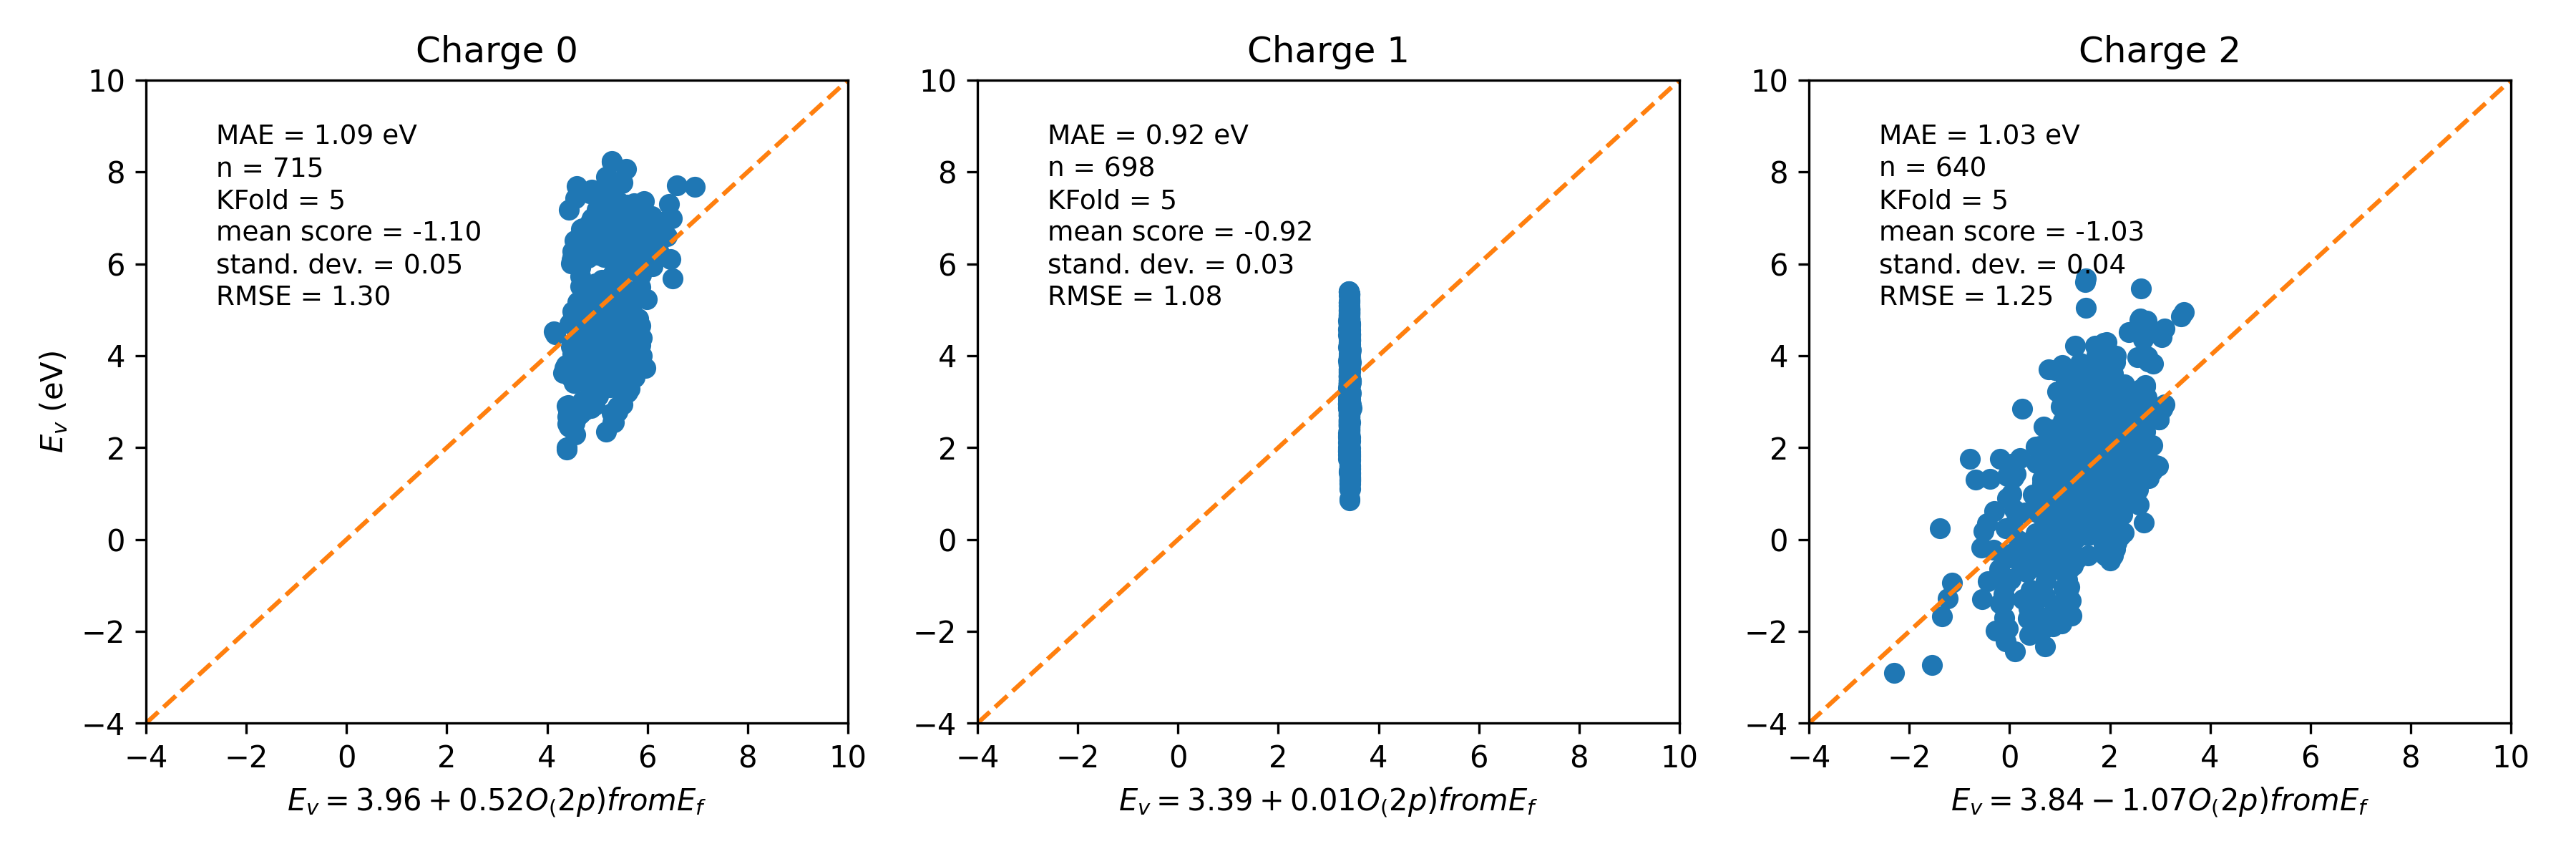 Charge 0
10
8
6
4
2
0
−2
−4
−4 −2 0 2 4 6 8 10
E_v (eV)
MAE = 1.09 eV
n = 715
KFold = 5
mean score = -1.10
stand. dev. = 0.05
RMSE = 1.30
E_v = 3.96 + 0.52O_(2p)fromE_f
Charge 1
10
8
6
4
2
0
−2
−4
−4 −2 0 2 4 6 8 10
MAE = 0.92 eV
n = 698
KFold = 5
mean score = -0.92
stand. dev. = 0.03
RMSE = 1.08
E_v = 3.39 + 0.01O_(2p)fromE_f
Charge 2
10
8
6
4
2
0
−2
−4
−4 −2 0 2 4 6 8 10
MAE = 1.03 eV
n = 640
KFold = 5
mean score = -1.03
stand. dev. = 0.04
RMSE = 1.25
E_v = 3.84 − 1.07O_(2p)fromE_f